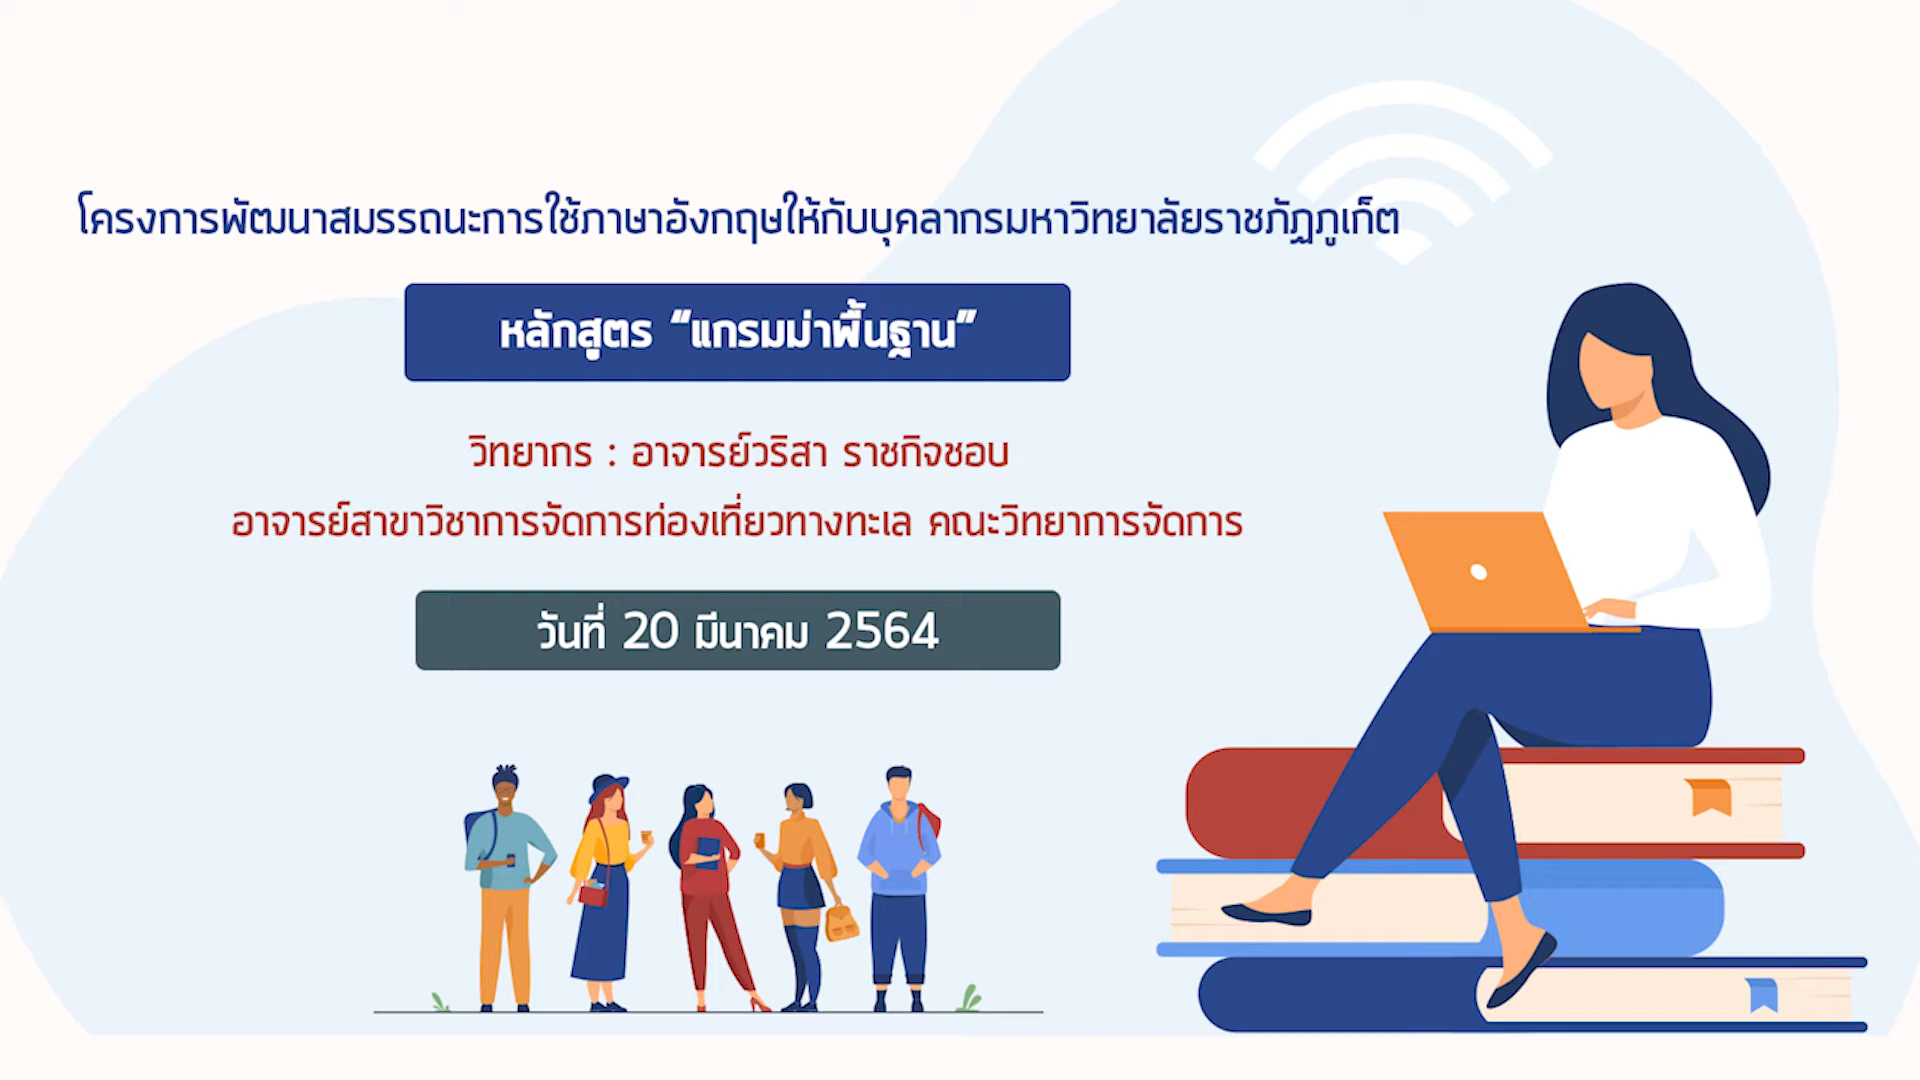 โครงการพัฒนาสมรรถนะการใช้ภาษาอังกฤษให้กับบุคลากรมหาวิทยาลัยราชภัฏภูเก็ต
หลักสูตร “แกรมม่าพื้นฐาน”
วิทยากร : อาจารย์วริสา ราชกิจชอบ
อาจารย์สาขาวิชาการจัดการท่องเที่ยวทางทะเล คณะวิทยาการจัดการ
วันที่ 20 มีนาคม 2564